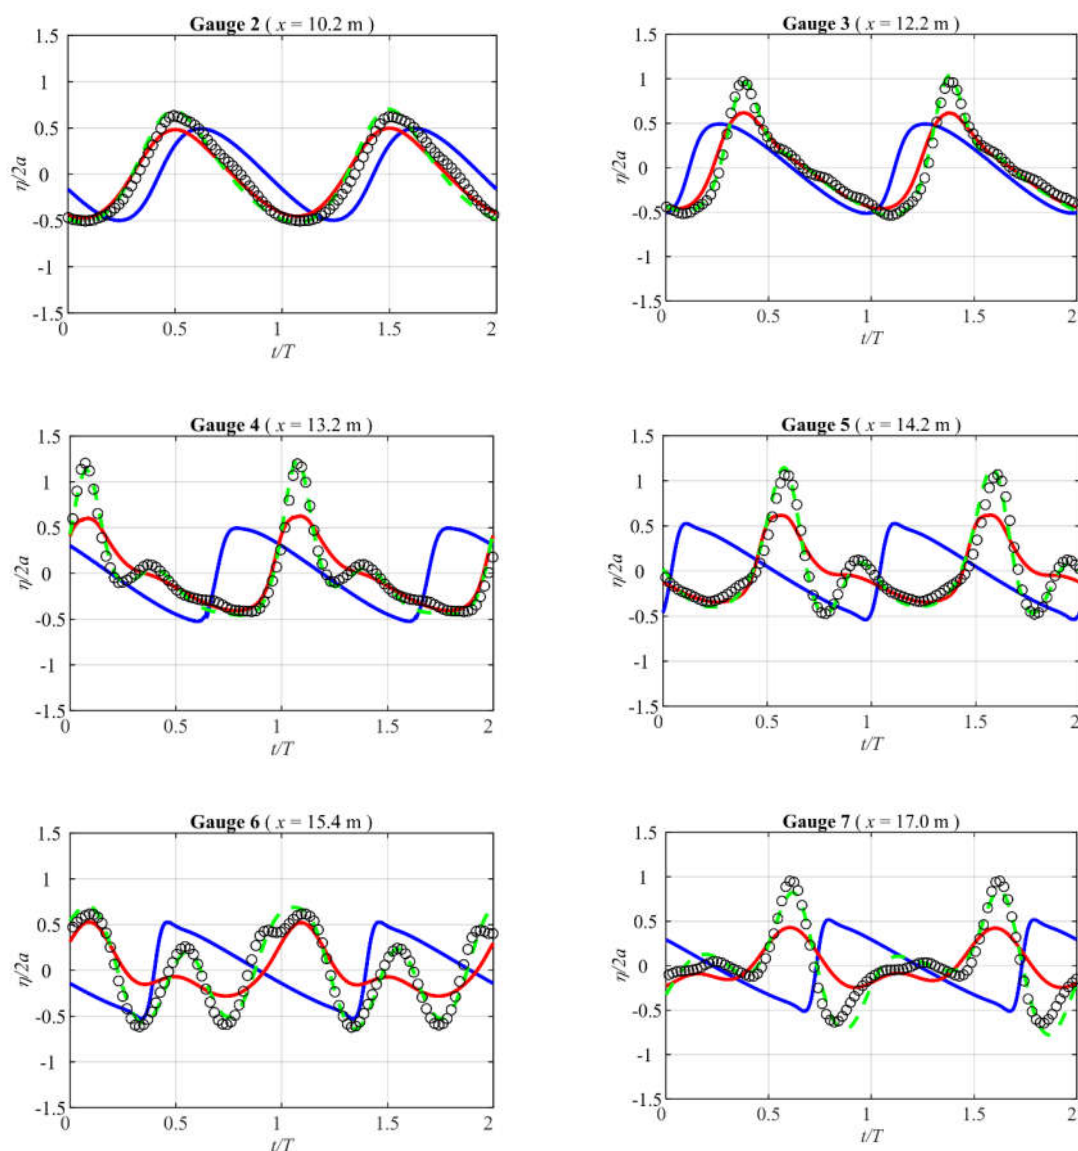 Gauge 2 ( x = 10.2 m )
1.5
1
0.5
0
-0.5
-1
-1.5
η/2a
0 0.5 1 1.5 2
t/T
Gauge 3 ( x = 12.2 m )
1.5
1
0.5
0
-0.5
-1
-1.5
η/2a
0 0.5 1 1.5 2
t/T
Gauge 4 ( x = 13.2 m )
1.5
1
0.5
0
-0.5
-1
-1.5
η/2a
0 0.5 1 1.5 2
t/T
Gauge 5 ( x = 14.2 m )
1.5
1
0.5
0
-0.5
-1
-1.5
η/2a
0 0.5 1 1.5 2
t/T
Gauge 6 ( x = 15.4 m )
1.5
1
0.5
0
-0.5
-1
-1.5
η/2a
0 0.5 1 1.5 2
t/T
Gauge 7 ( x = 17.0 m )
1.5
1
0.5
0
-0.5
-1
-1.5
η/2a
0 0.5 1 1.5 2
t/T